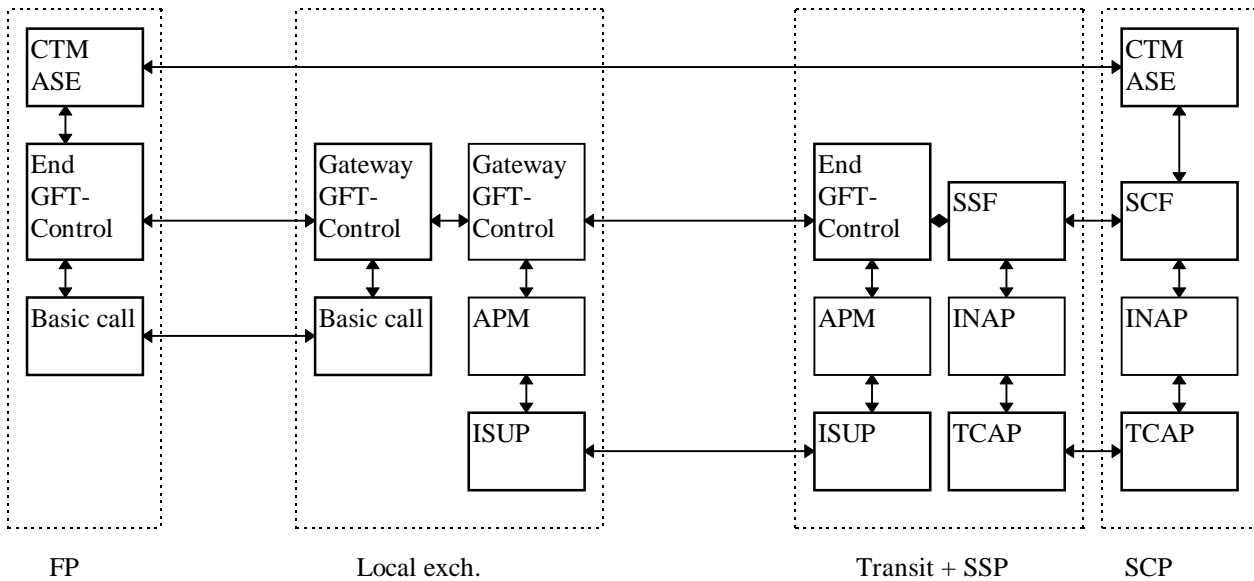 CTM
ASE
CTM
ASE
End
GFT-
Control
Gateway
GFT-
Control
Gateway
GFT-
Control
End
GFT-
Control
SSF
SCF
Basic call
Basic call
APM
APM
INAP
INAP
ISUP
ISUP
TCAP
TCAP
FP
Local exch.
Transit + SSP
SCP